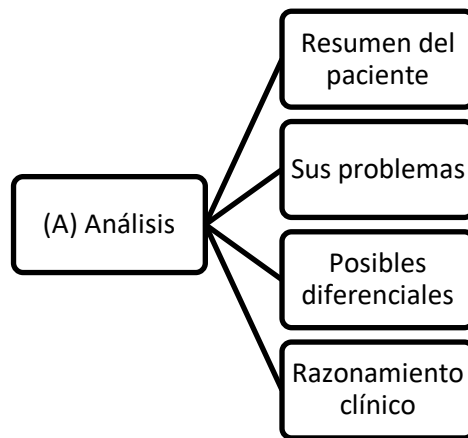 Resumen del
paciente
Sus problemas
(A) Análisis
Posibles
diferenciales
Razonamiento
clínico